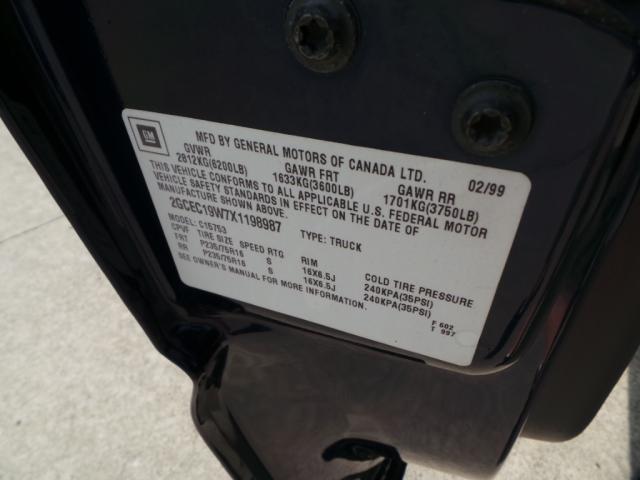 GM
MFD BY GENERAL MOTORS OF CANADA LTD.
02/99
GVWR GAWR FRT GAWR RR
2812KG(6200LB) 1633KG(3600LB) 1701KG(3750LB)
THIS VEHICLE CONFORMS TO ALL APPLICABLE U.S. FEDERAL MOTOR
VEHICLE SAFETY STANDARDS IN EFFECT ON THE DATE OF
MANUFACTURE SHOWN ABOVE.
2GCEC19W7X1198987 TYPE: TRUCK
CPVF: C15753
TIRE SIZE SPEED RTG RIM COLD TIRE PRESSURE
FRT P235/75R16 S 16X6.5J 240KPA(35PSI)
RR P235/75R16 S 16X6.5J 240KPA(35PSI)
SEE OWNER'S MANUAL FOR MORE INFORMATION.
F 602
T 997